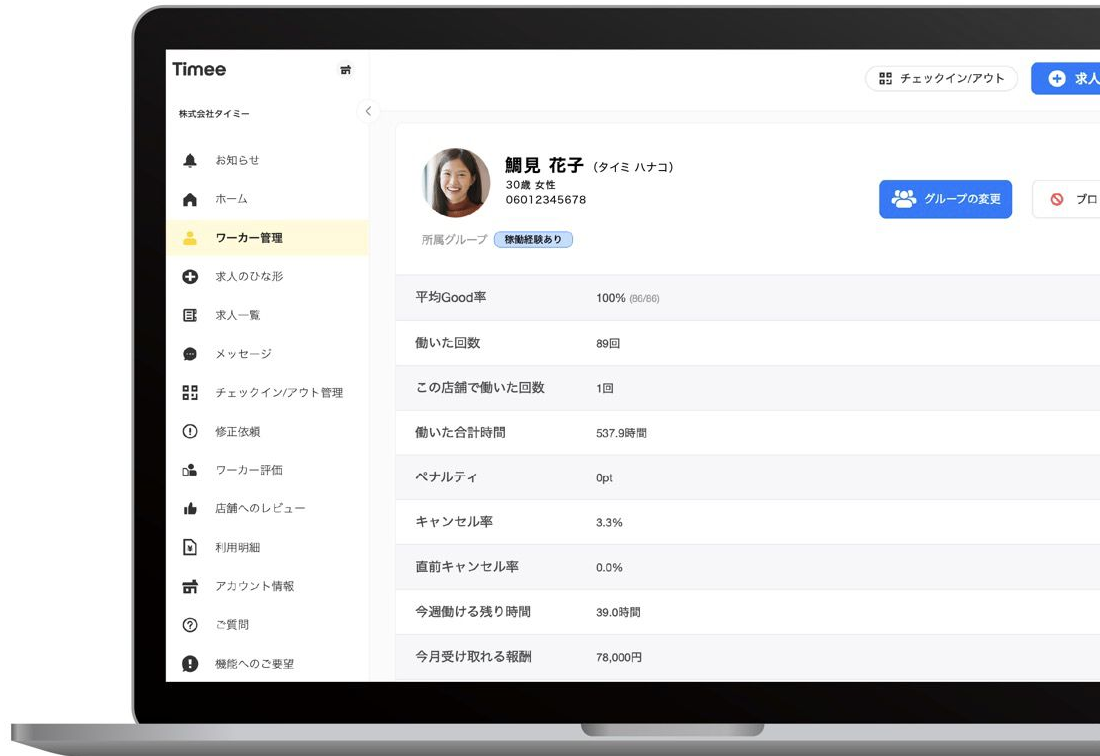 Timee
株式会社タイミー
お知らせ
ホーム
ワーカー管理
求人のひな形
求人一覧
メッセージ
チェックイン/アウト管理
修正依頼
ワーカー評価
店舗へのレビュー
利用明細
アカウント情報
ご質問
機能へのご要望
チェックイン/アウト
求人
鯛見 花子 (タイミ ハナコ)
30歳 女性
06012345678
グループの変更
ブロ
所属グループ 稼働経験あり
平均Good率 100% (86/86)
働いた回数 89回
この店舗で働いた回数 1回
働いた合計時間 537.9時間
ペナルティ 0pt
キャンセル率 3.3%
直前キャンセル率 0.0%
今週働ける残り時間 39.0時間
今月受け取れる報酬 78,000円